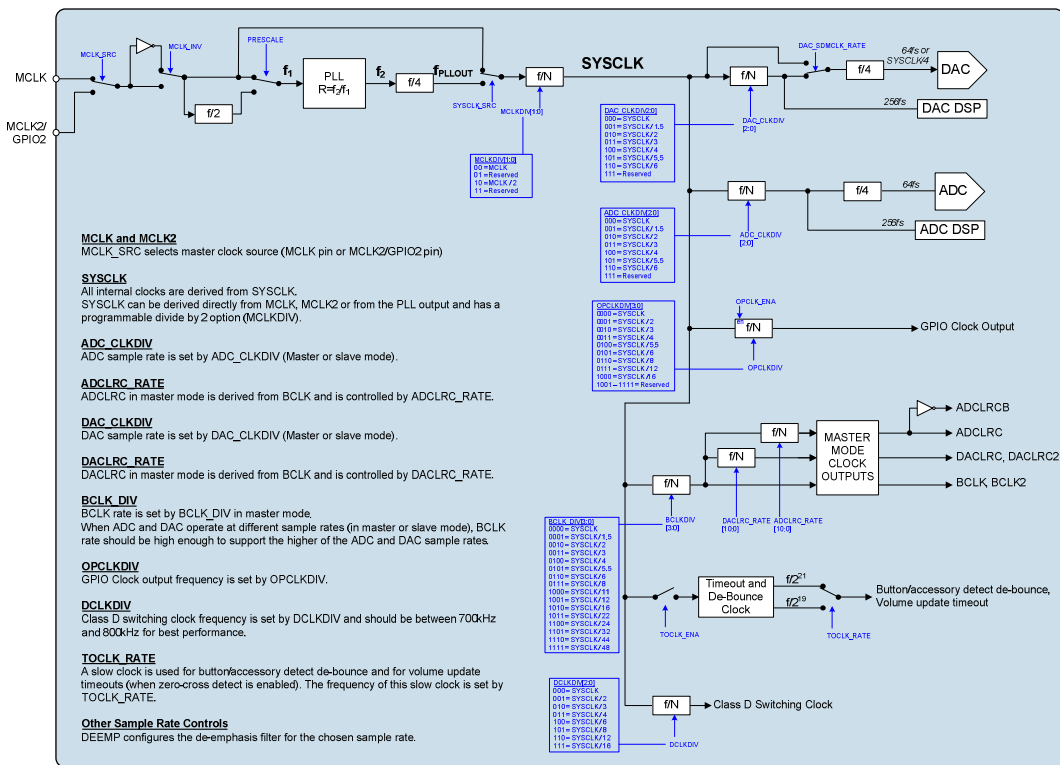 MCLK_SRC
MCLK_INV
PRESCALE
MCLK
MCLK2/
GPIO2
f/2
f1
PLL
R=f2/f1
f2
f/4
fPLLOUT
SYSCLK_SRC
f/N
MCLKDIV[1:0]
SYSCLK
MCLKDIV[1:0]
00 = MCLK
01 = Reserved
10 = MCLK/2
11 = Reserved
DAC_SDMCLK_RATE
f/N
f/4
64fs or
SYSCLK/4
DAC
256fs
DAC DSP
DAC_CLKDIV
[2:0]
DAC_CLKDIV2:0]
000 = SYSCLK
001 = SYSCLK/1.5
010 = SYSCLK/2
011 = SYSCLK/3
100 = SYSCLK/4
101 = SYSCLK/5.5
110 = SYSCLK/6
111 = Reserved
f/N
f/4
64fs
ADC
256fs
ADC DSP
ADC_CLKDIV
[2:0]
ADC_CLKDIV[2:0]
000 = SYSCLK
001 = SYSCLK/1.5
010 = SYSCLK/2
011 = SYSCLK/3
100 = SYSCLK/4
101 = SYSCLK/5.5
110 = SYSCLK/6
111 = Reserved
OPCLK_ENA
en
f/N
GPIO Clock Output
OPCLKDIV
OPCLKDIV[3:0]
0000 = SYSCLK
0001 = SYSCLK/2
0010 = SYSCLK/3
0011 = SYSCLK/4
0100 = SYSCLK/5.5
0101 = SYSCLK/6
0110 = SYSCLK/8
0111 = SYSCLK/12
1000 = SYSCLK/16
1001 - 1111 = Reserved
f/N
f/N
f/N
MASTER
MODE
CLOCK
OUTPUTS
ADCLRCB
ADCLRC
DACLRC, DACLRC2
BCLK, BCLK2
BCLKDIV
[3:0]
DACLRC_RATE
[10:0]
ADCLRC_RATE
[10:0]
BCLK_DIV[3:0]
0000 = SYSCLK
0001 = SYSCLK/1.5
0010 = SYSCLK/2
0011 = SYSCLK/3
0100 = SYSCLK/4
0101 = SYSCLK/5.5
0110 = SYSCLK/6
0111 = SYSCLK/8
1000 = SYSCLK/11
1001 = SYSCLK/12
1010 = SYSCLK/16
1011 = SYSCLK/22
1100 = SYSCLK/24
1101 = SYSCLK/32
1110 = SYSCLK/44
1111 = SYSCLK/48
TOCLK_ENA
Timeout and
De-Bounce
Clock
f/2^21
f/2^19
TOCLK_RATE
Button/accessory detect de-bounce,
Volume update timeout
DCLKDIV[2:0]
000 = SYSCLK
001 = SYSCLK/2
010 = SYSCLK/3
011 = SYSCLK/4
100 = SYSCLK/6
101 = SYSCLK/8
110 = SYSCLK/12
111 = SYSCLK/16
f/N
DCLKDIV
Class D Switching Clock
MCLK and MCLK2
MCLK_SRC selects master clock source (MCLK pin or MCLK2/GPIO2 pin)
SYSCLK
All internal clocks are derived from SYSCLK.
SYSCLK can be derived directly from MCLK, MCLK2 or from the PLL output and has a
programmable divide by 2 option (MCLKDIV).
ADC_CLKDIV
ADC sample rate is set by ADC_CLKDIV (Master or slave mode).
ADCLRC_RATE
ADCLRC in master mode is derived from BCLK and is controlled by ADCLRC_RATE.
DAC_CLKDIV
DAC sample rate is set by DAC_CLKDIV (Master or slave mode).
DACLRC_RATE
DACLRC in master mode is derived from BCLK and is controlled by DACLRC_RATE.
BCLK_DIV
BCLK rate is set by BCLK_DIV in master mode.
When ADC and DAC operate at different sample rates (in master or slave mode), BCLK
rate should be high enough to support the higher of the ADC and DAC sample rates.
OPCLKDIV
GPIO Clock output frequency is set by OPCLKDIV.
DCLKDIV
Class D switching clock frequency is set by DCLKDIV and should be between 700kHz
and 800kHz for best performance.
TOCLK_RATE
A slow clock is used for button/accessory detect de-bounce and for volume update
timeouts (when zero-cross detect is enabled). The frequency of this slow clock is set by
TOCLK_RATE.
Other Sample Rate Controls
DEEMP configures the de-emphasis filter for the chosen sample rate.